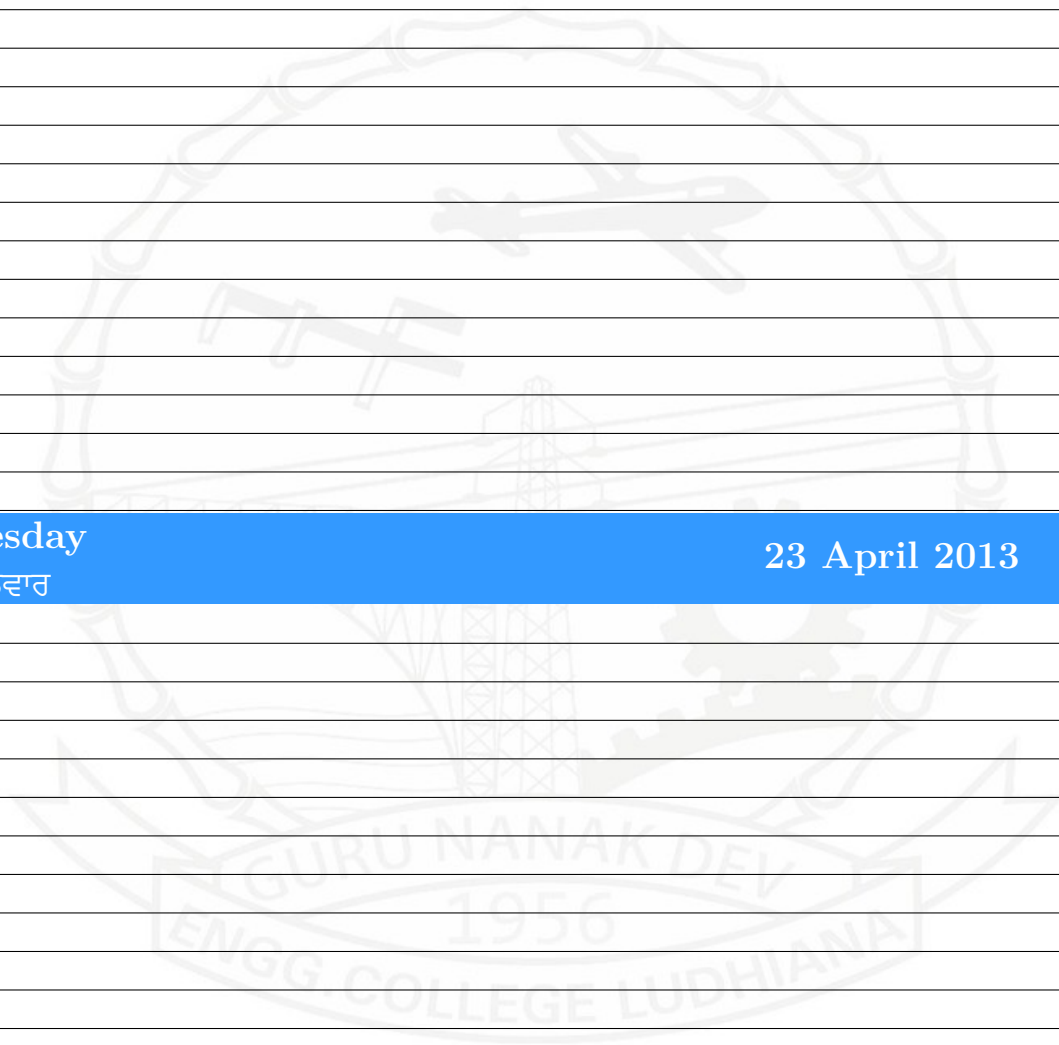 esday
23 April 2013
ਵਾਰ
GURU NANAK DEV
1956
ENGG. COLLEGE LUDHIANA